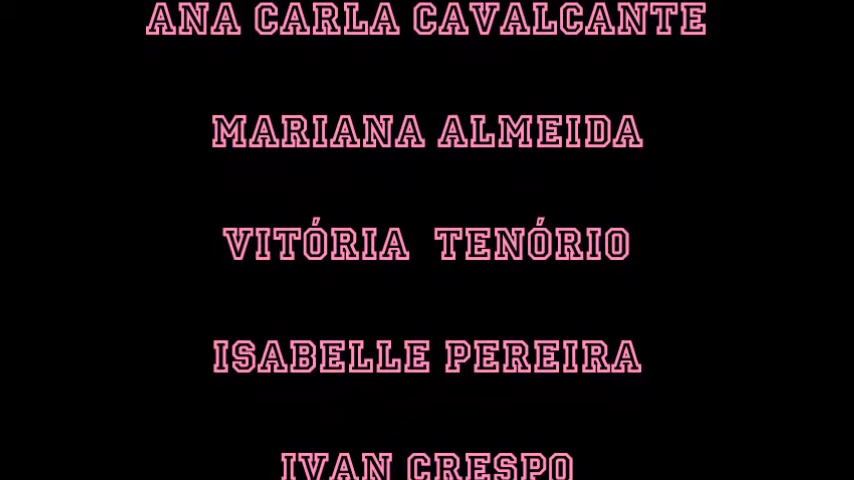 ANA CARLA CAVALCANTE
MARIANA ALMEIDA
VITÓRIA TENÓRIO
ISABELLE PEREIRA
IVAN CRESPO